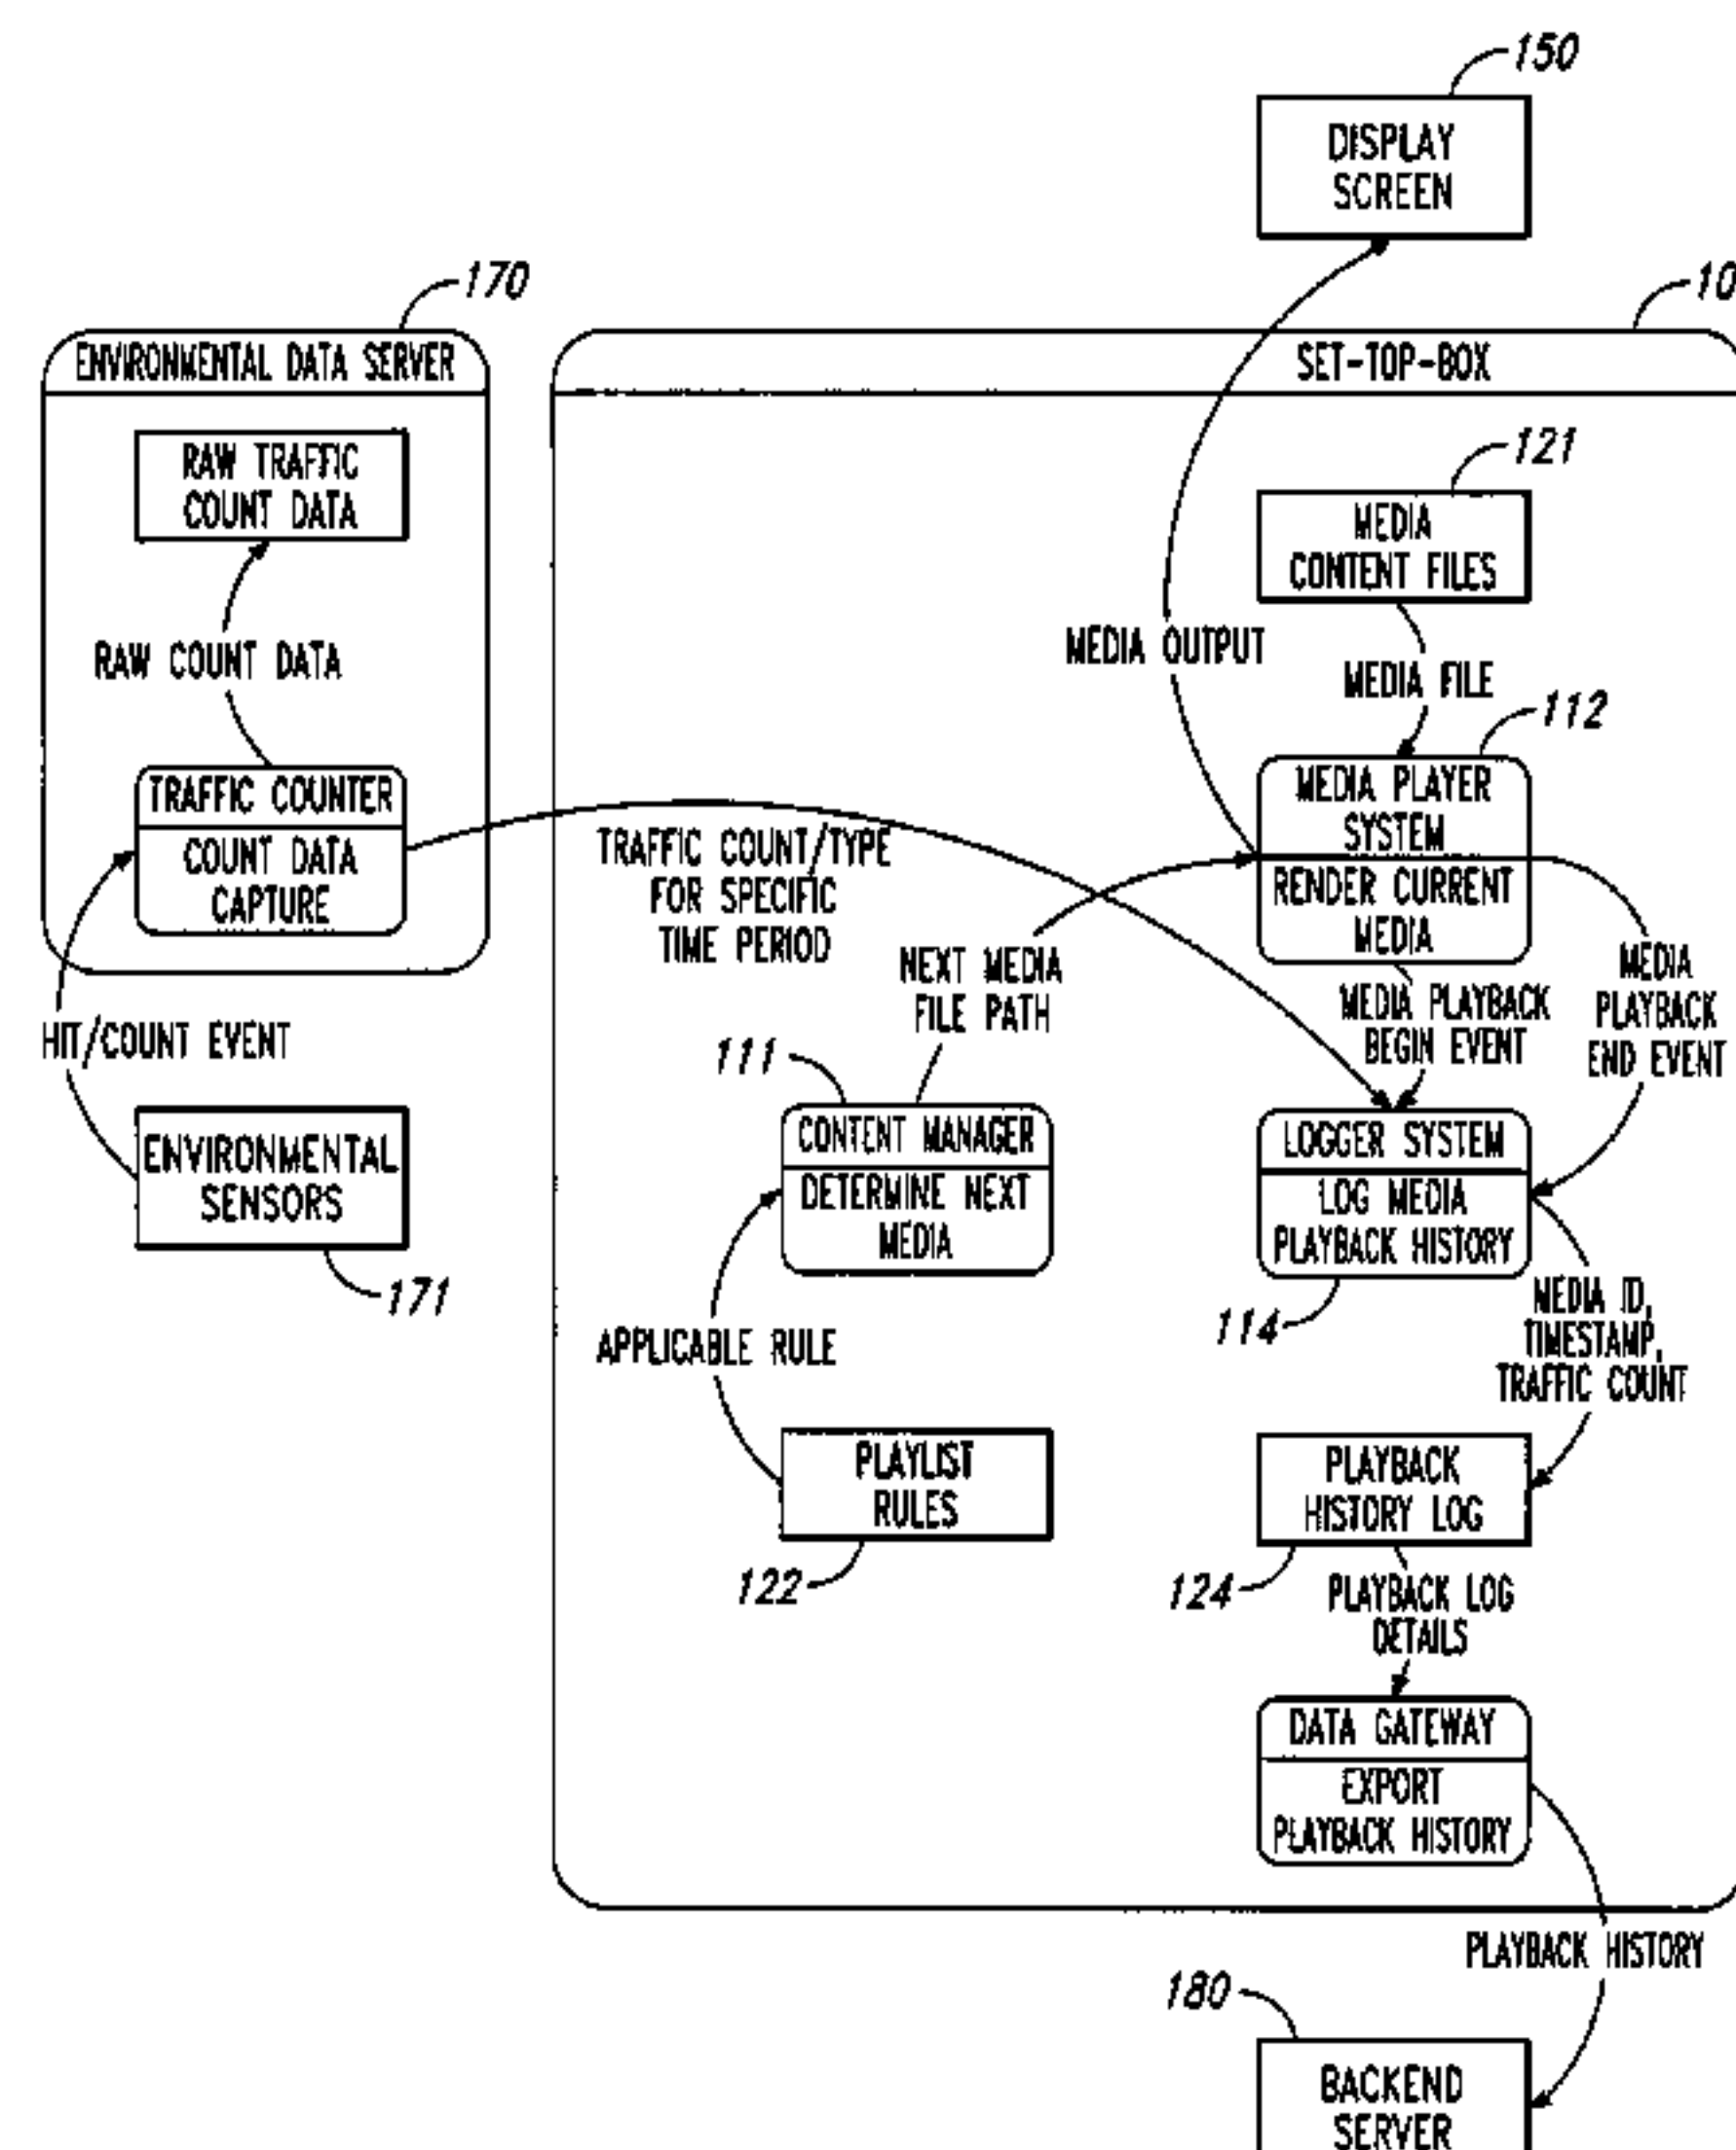 150
DISPLAY
SCREEN
170
10
ENVIRONMENTAL DATA SERVER
SET-TOP-BOX
RAW TRAFFIC
COUNT DATA
121
MEDIA
CONTENT FILES
RAW COUNT DATA
MEDIA OUTPUT
MEDIA FILE
112
TRAFFIC COUNTER
COUNT DATA
CAPTURE
MEDIA PLAYER
SYSTEM
RENDER CURRENT
MEDIA
TRAFFIC COUNT/TYPE
FOR SPECIFIC
TIME PERIOD
NEXT MEDIA
FILE PATH
MEDIA PLAYBACK
BEGIN EVENT
MEDIA
PLAYBACK
END EVENT
HIT/COUNT EVENT
111
ENVIRONMENTAL
SENSORS
171
CONTENT MANAGER
DETERMINE NEXT
MEDIA
LOGGER SYSTEM
LOG MEDIA
PLAYBACK HISTORY
114
MEDIA ID,
TIMESTAMP,
TRAFFIC COUNT
APPLICABLE RULE
PLAYLIST
RULES
122
PLAYBACK
HISTORY LOG
124
PLAYBACK LOG
DETAILS
DATA GATEWAY
EXPORT
PLAYBACK HISTORY
PLAYBACK HISTORY
180
BACKEND
SERVER